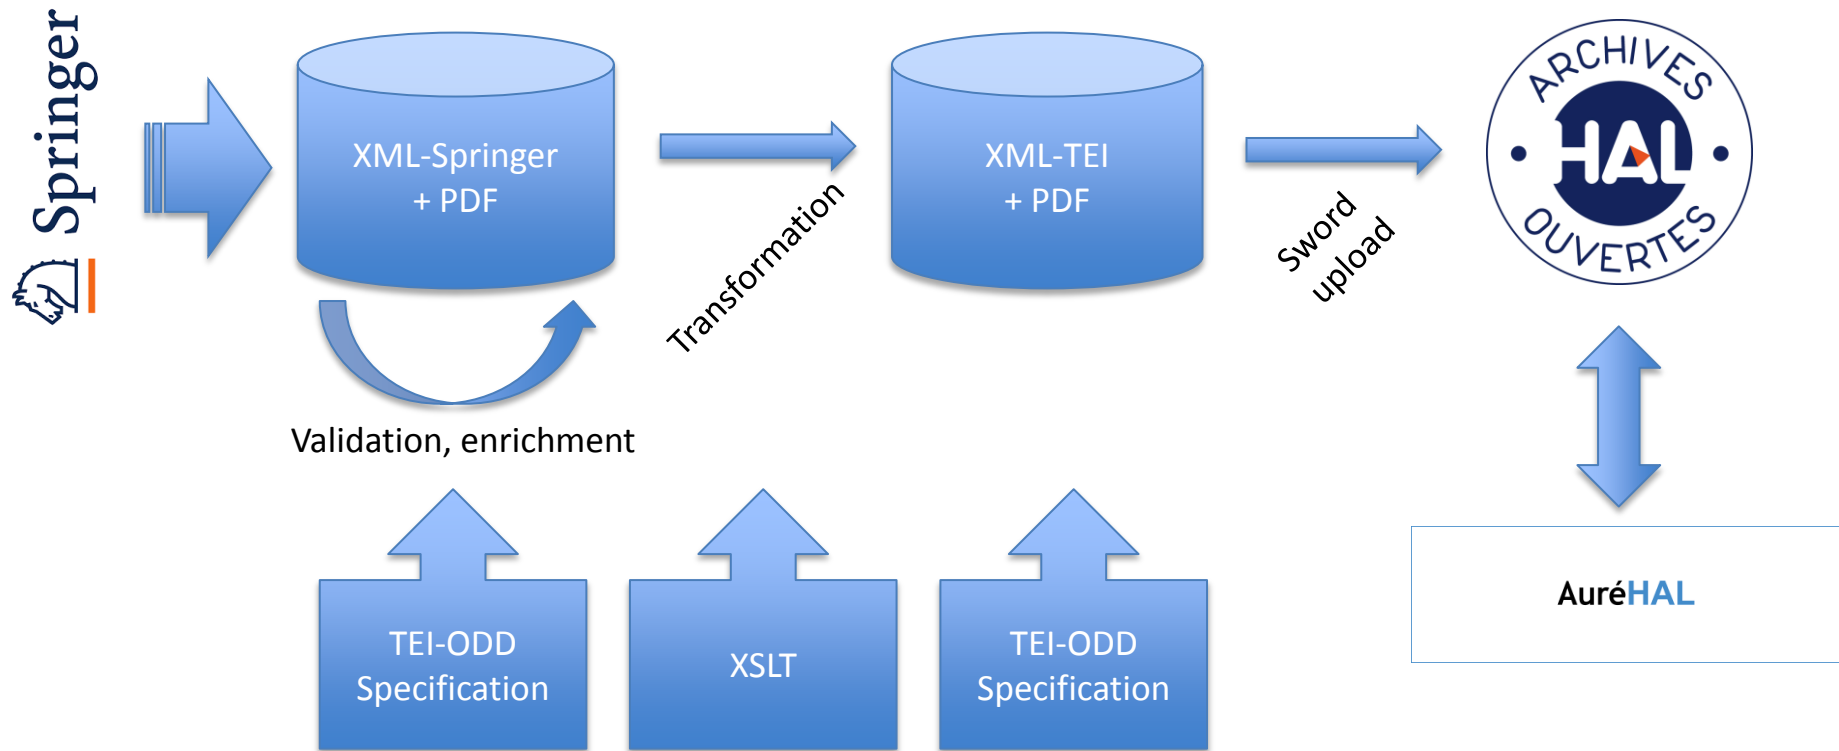 Springer
XML-Springer
+ PDF
Transformation
XML-TEI
+ PDF
Sword
upload
ARCHIVES
HAL
OUVERTES
Validation, enrichment
TEI-ODD
Specification
XSLT
TEI-ODD
Specification
AuréHAL